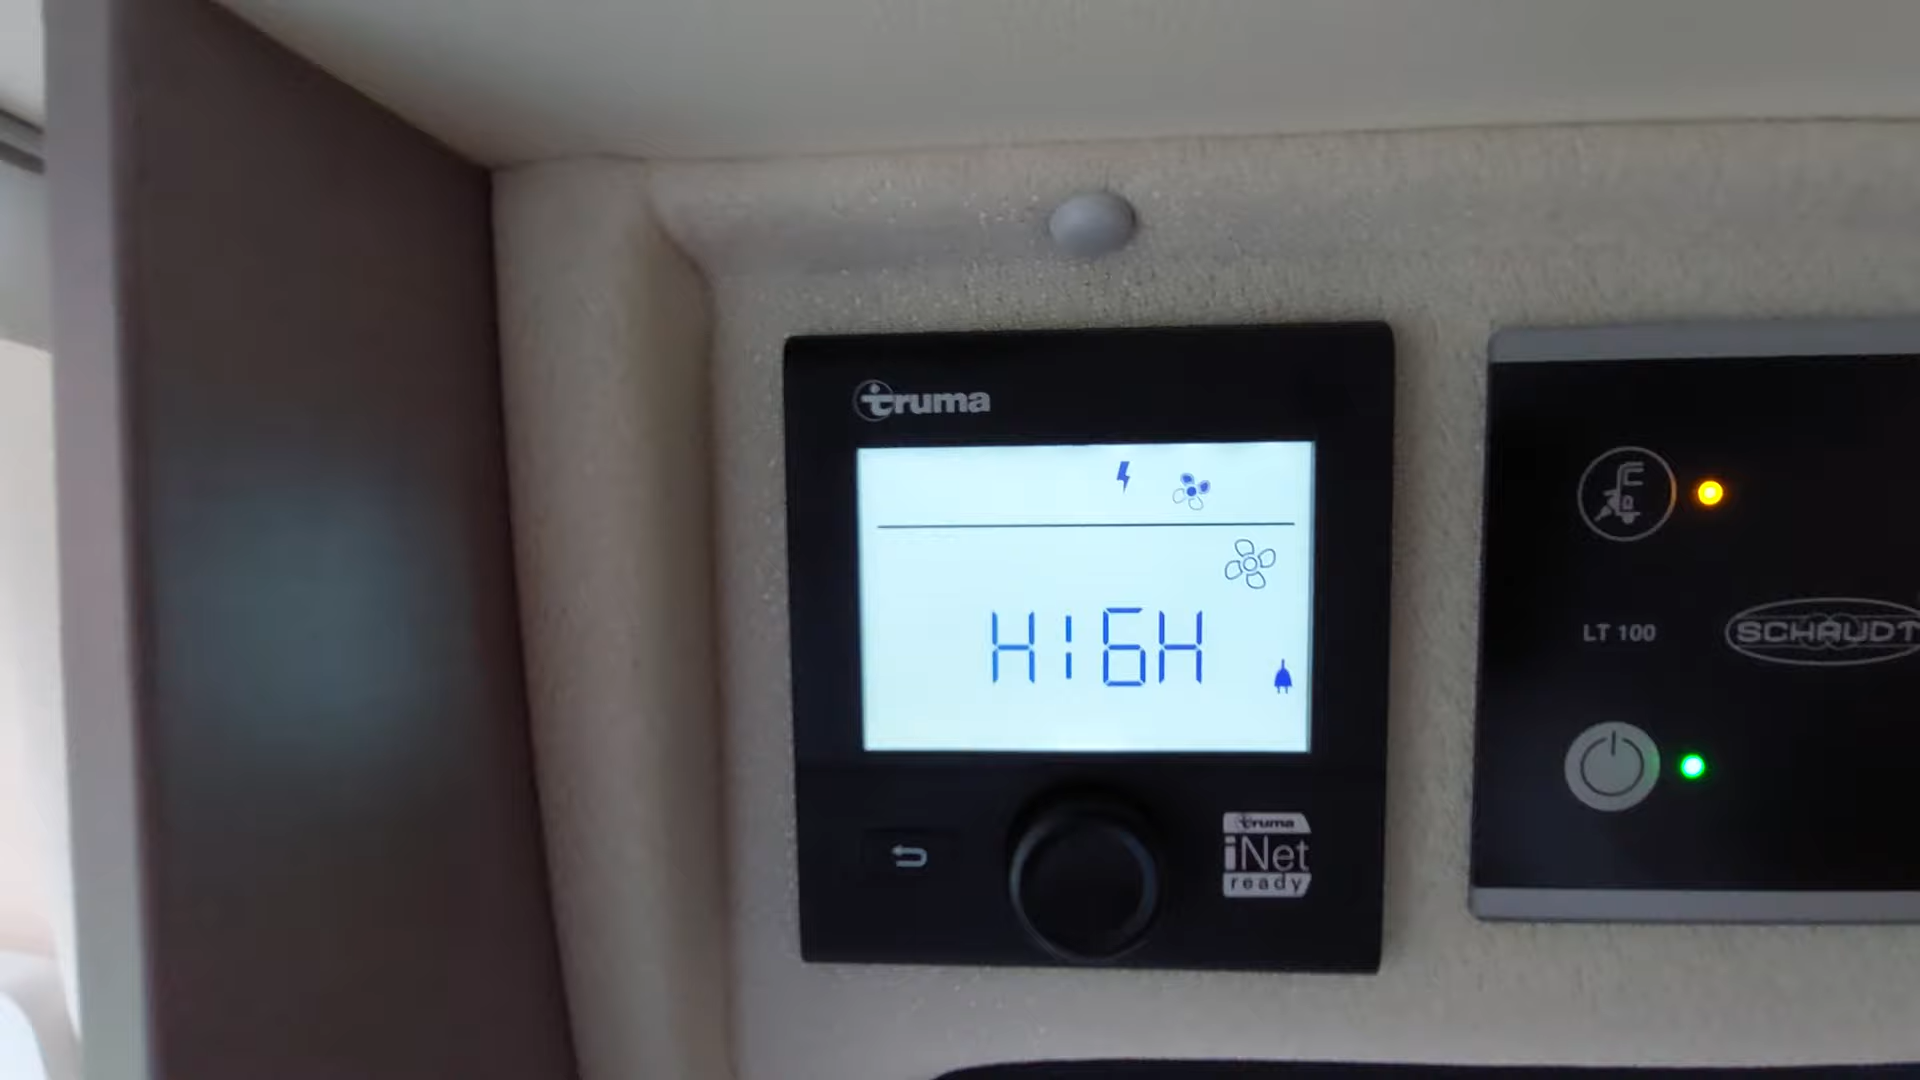 truma
HIGH
truma
iNet
ready
LT 100
SCHAUDT